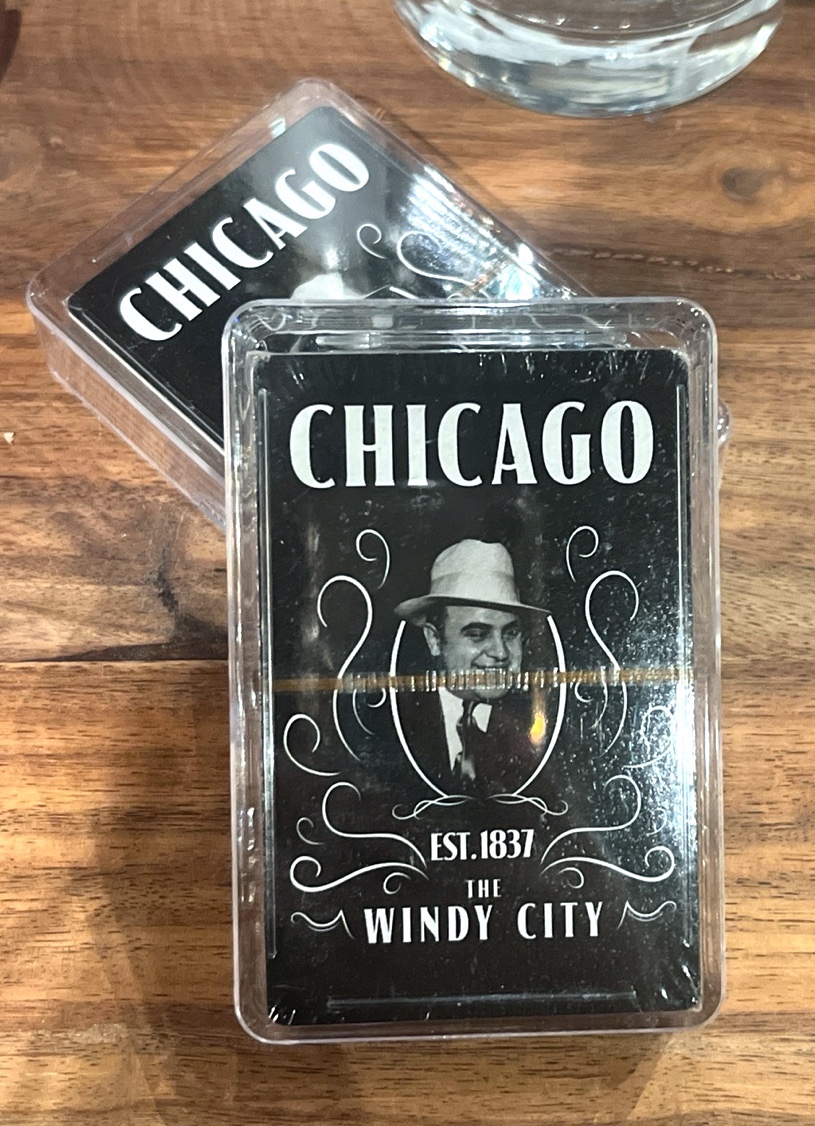 CHICAGO
CHICAGO
EST. 1837
THE
WINDY CITY